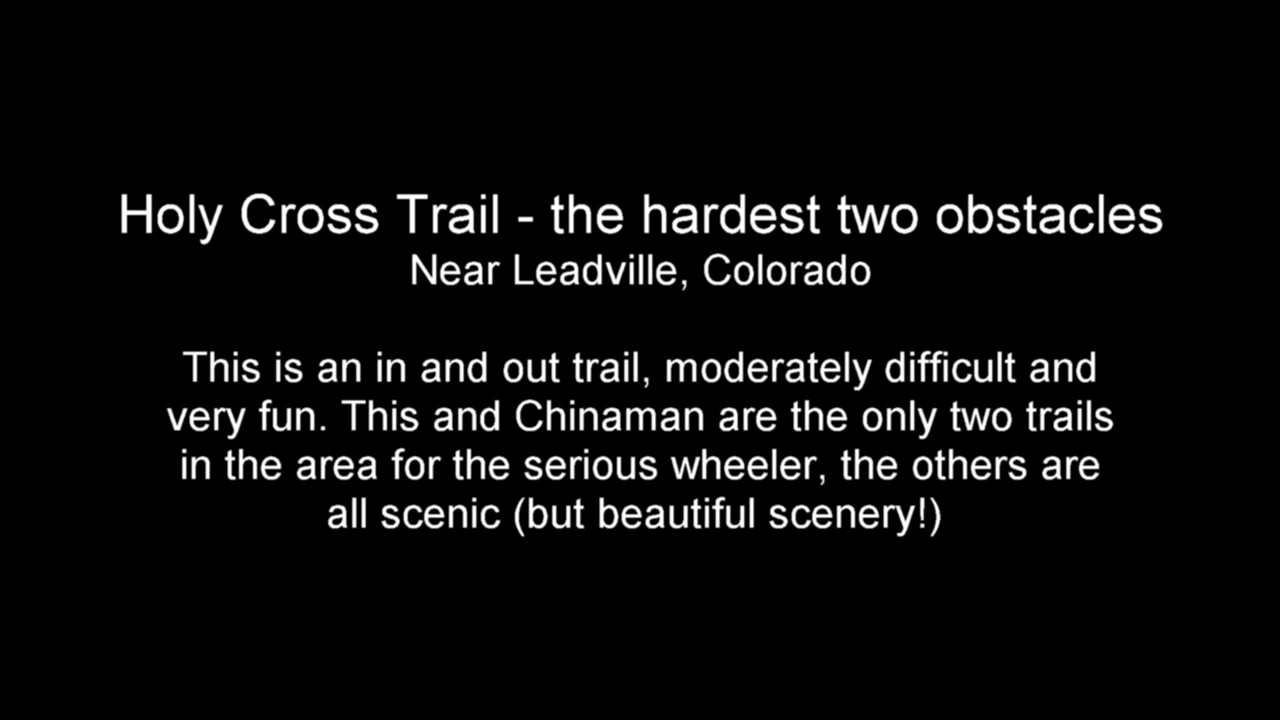 Holy Cross Trail - the hardest two obstacles
Near Leadville, Colorado
This is an in and out trail, moderately difficult and
very fun. This and Chinaman are the only two trails
in the area for the serious wheeler, the others are
all scenic (but beautiful scenery!)